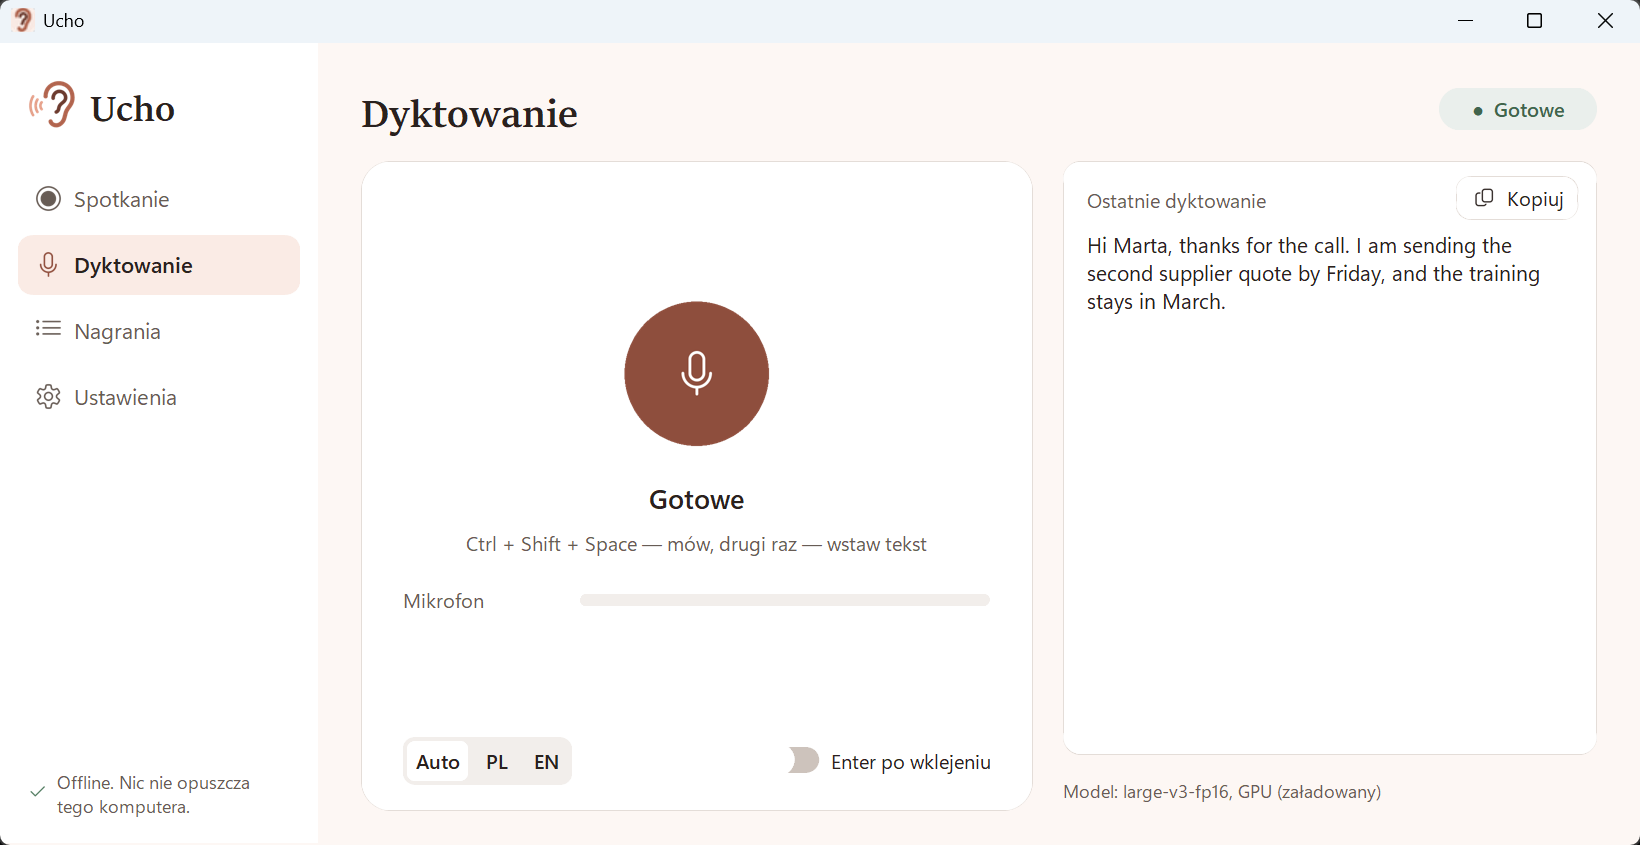 Ucho
Ucho
Spotkanie
Dyktowanie
Nagrania
Ustawienia
Offline. Nic nie opuszcza
tego komputera.
Dyktowanie
Gotowe
Gotowe
Ctrl + Shift + Space — mów, drugi raz — wstaw tekst
Mikrofon
Auto PL EN
Enter po wklejeniu
Ostatnie dyktowanie
Kopiuj
Hi Marta, thanks for the call. I am sending the
second supplier quote by Friday, and the training
stays in March.
Model: large-v3-fp16, GPU (załadowany)